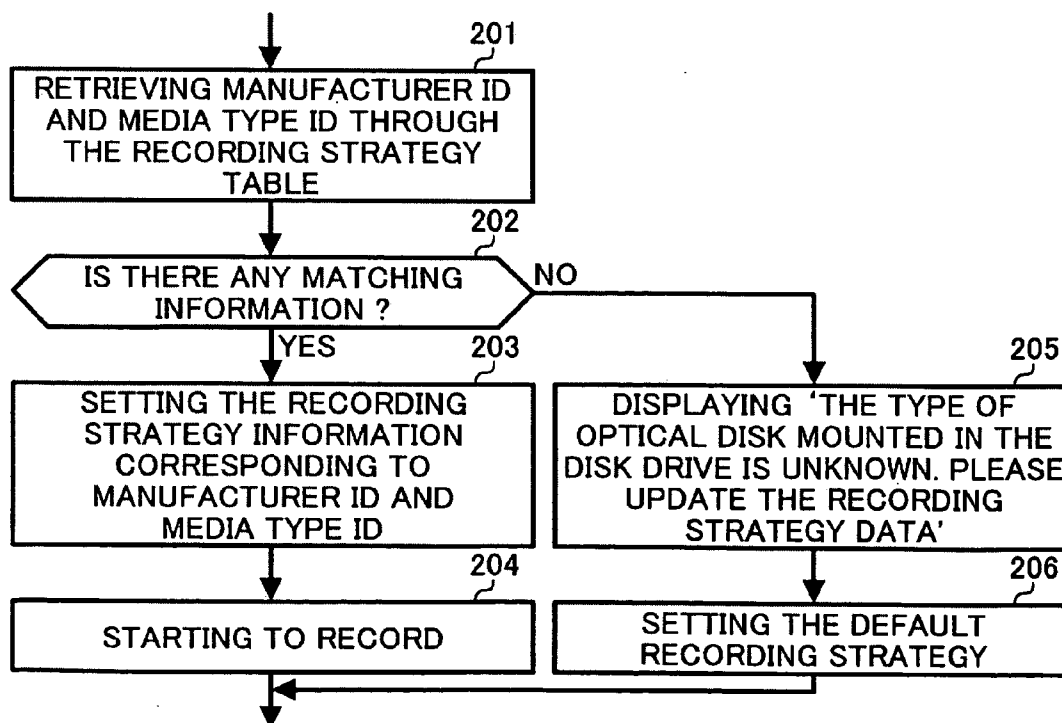 201
RETRIEVING MANUFACTURER ID
AND MEDIA TYPE ID THROUGH
THE RECORDING STRATEGY
TABLE
202
IS THERE ANY MATCHING
INFORMATION ?
NO
YES
203
SETTING THE RECORDING
STRATEGY INFORMATION
CORRESPONDING TO
MANUFACTURER ID AND
MEDIA TYPE ID
205
DISPLAYING ‘THE TYPE OF
OPTICAL DISK MOUNTED IN THE
DISK DRIVE IS UNKNOWN. PLEASE
UPDATE THE RECORDING
STRATEGY DATA’
204
STARTING TO RECORD
206
SETTING THE DEFAULT
RECORDING STRATEGY